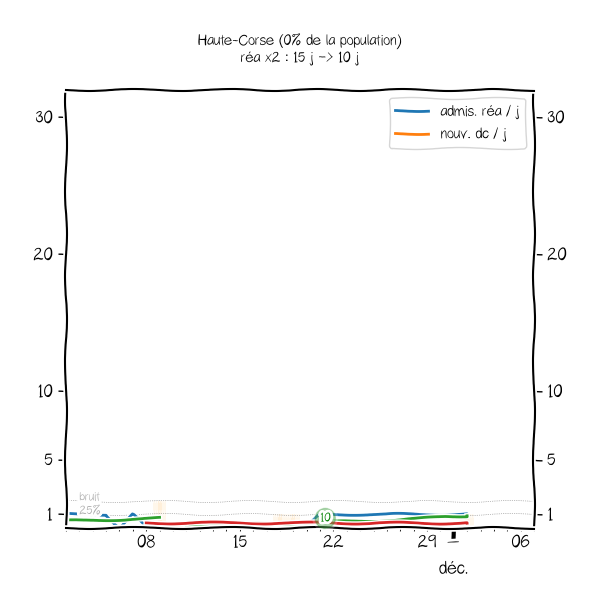 Haute-Corse (0% de la population)
réa x2 : 15 j -> 10 j
admis. réa / j
nouv. dc / j
30
30
20
20
10
10
5
5
bruit
25%
1
1
10
08
15
22
29
06
déc.